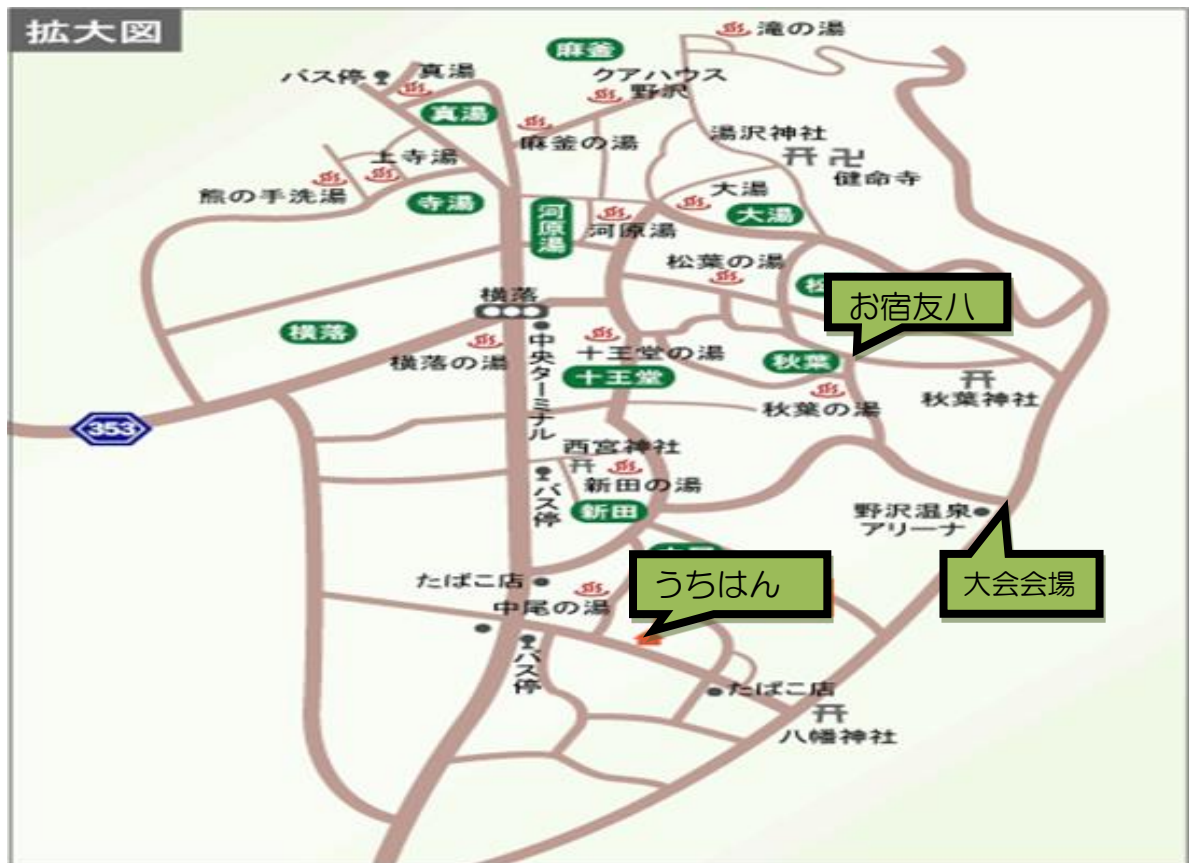 拡大図
滝の湯
麻釜
バス停
真湯
クアハウス
野沢
真湯
麻釜の湯
湯沢神社
健命寺
上寺湯
熊の手洗湯
寺湯
河原湯
河原湯
大湯
大湯
松葉の湯
お宿友八
横落
横落
横落の湯
中央ターミナル
十王堂の湯
十王堂
秋葉
秋葉の湯
秋葉神社
353
西宮神社
新田の湯
バス停
新田
野沢温泉
アリーナ
大会会場
うちはん
たばこ店
中尾の湯
バス停
たばこ店
八幡神社